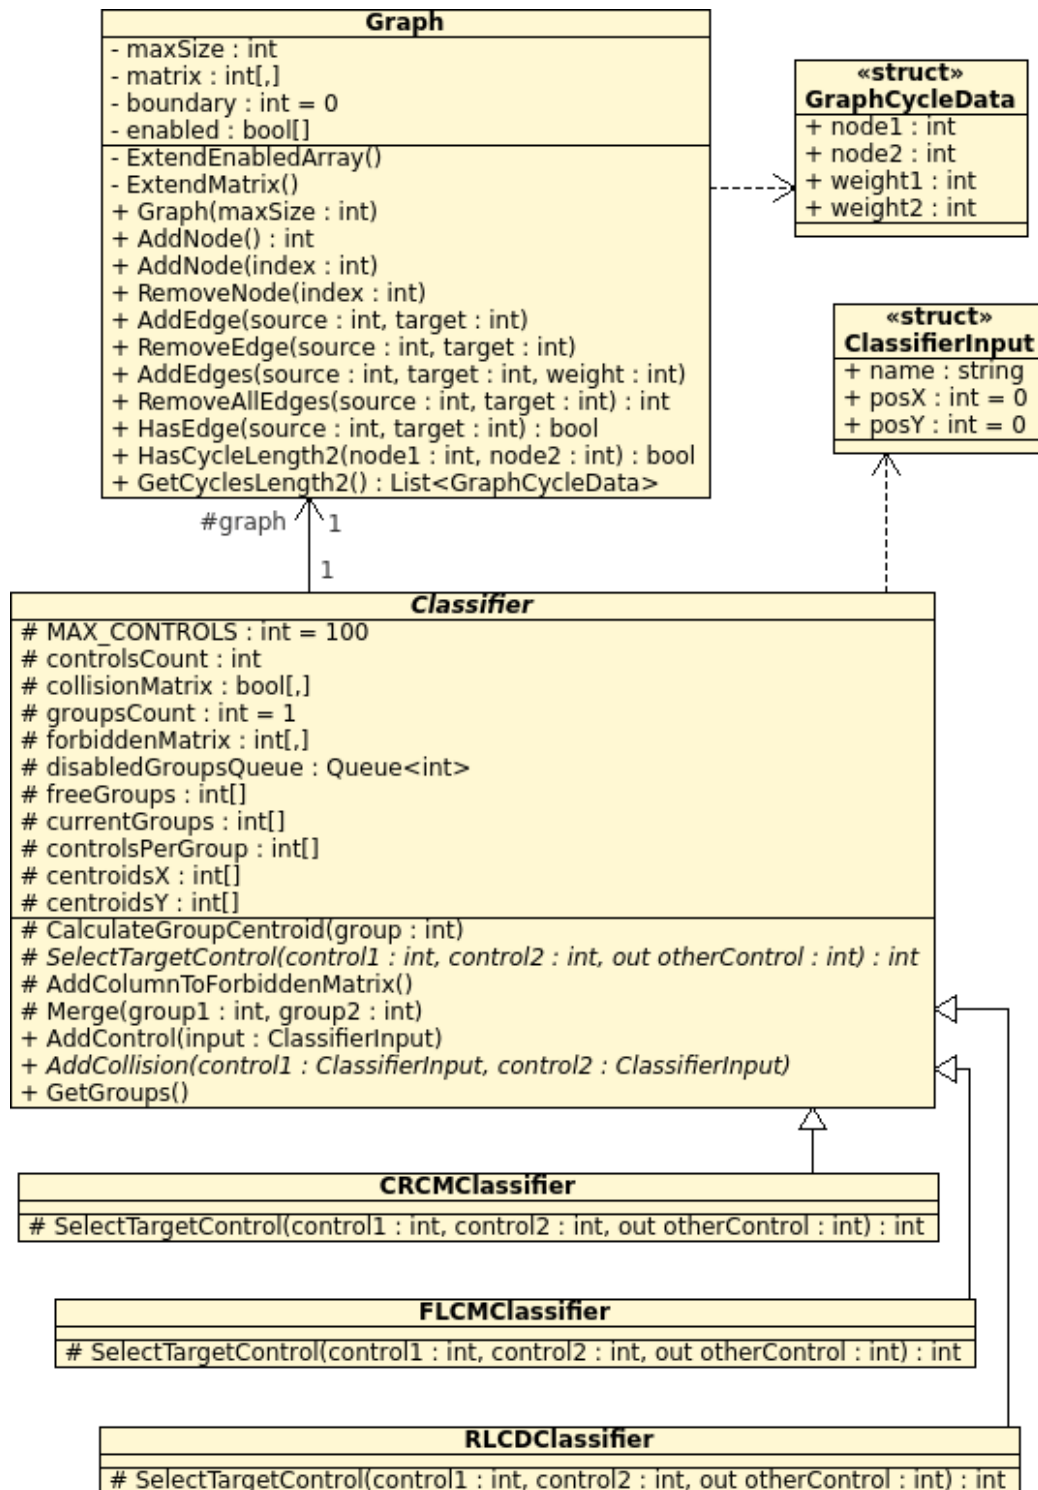 Graph
- maxSize : int
- matrix : int[,]
- boundary : int = 0
- enabled : bool[]
- ExtendEnabledArray()
- ExtendMatrix()
+ Graph(maxSize : int)
+ AddNode() : int
+ AddNode(index : int)
+ RemoveNode(index : int)
+ AddEdge(source : int, target : int)
+ RemoveEdge(source : int, target : int)
+ AddEdges(source : int, target : int, weight : int)
+ RemoveAllEdges(source : int, target : int) : int
+ HasEdge(source : int, target : int) : bool
+ HasCycleLength2(node1 : int, node2 : int) : bool
+ GetCyclesLength2() : List<GraphCycleData>
«struct»
GraphCycleData
+ node1 : int
+ node2 : int
+ weight1 : int
+ weight2 : int
«struct»
ClassifierInput
+ name : string
+ posX : int = 0
+ posY : int = 0
#graph
1
1
Classifier
# MAX_CONTROLS : int = 100
# controlsCount : int
# collisionMatrix : bool[,]
# groupsCount : int = 1
# forbiddenMatrix : int[,]
# disabledGroupsQueue : Queue<int>
# freeGroups : int[]
# currentGroups : int[]
# controlsPerGroup : int[]
# centroidsX : int[]
# centroidsY : int[]
# CalculateGroupCentroid(group : int)
# SelectTargetControl(control1 : int, control2 : int, out otherControl : int) : int
# AddColumnToForbiddenMatrix()
# Merge(group1 : int, group2 : int)
+ AddControl(input : ClassifierInput)
+ AddCollision(control1 : ClassifierInput, control2 : ClassifierInput)
+ GetGroups()
CRCMClassifier
# SelectTargetControl(control1 : int, control2 : int, out otherControl : int) : int
FLCMClassifier
# SelectTargetControl(control1 : int, control2 : int, out otherControl : int) : int
RLCDClassifier
# SelectTargetControl(control1 : int, control2 : int, out otherControl : int) : int